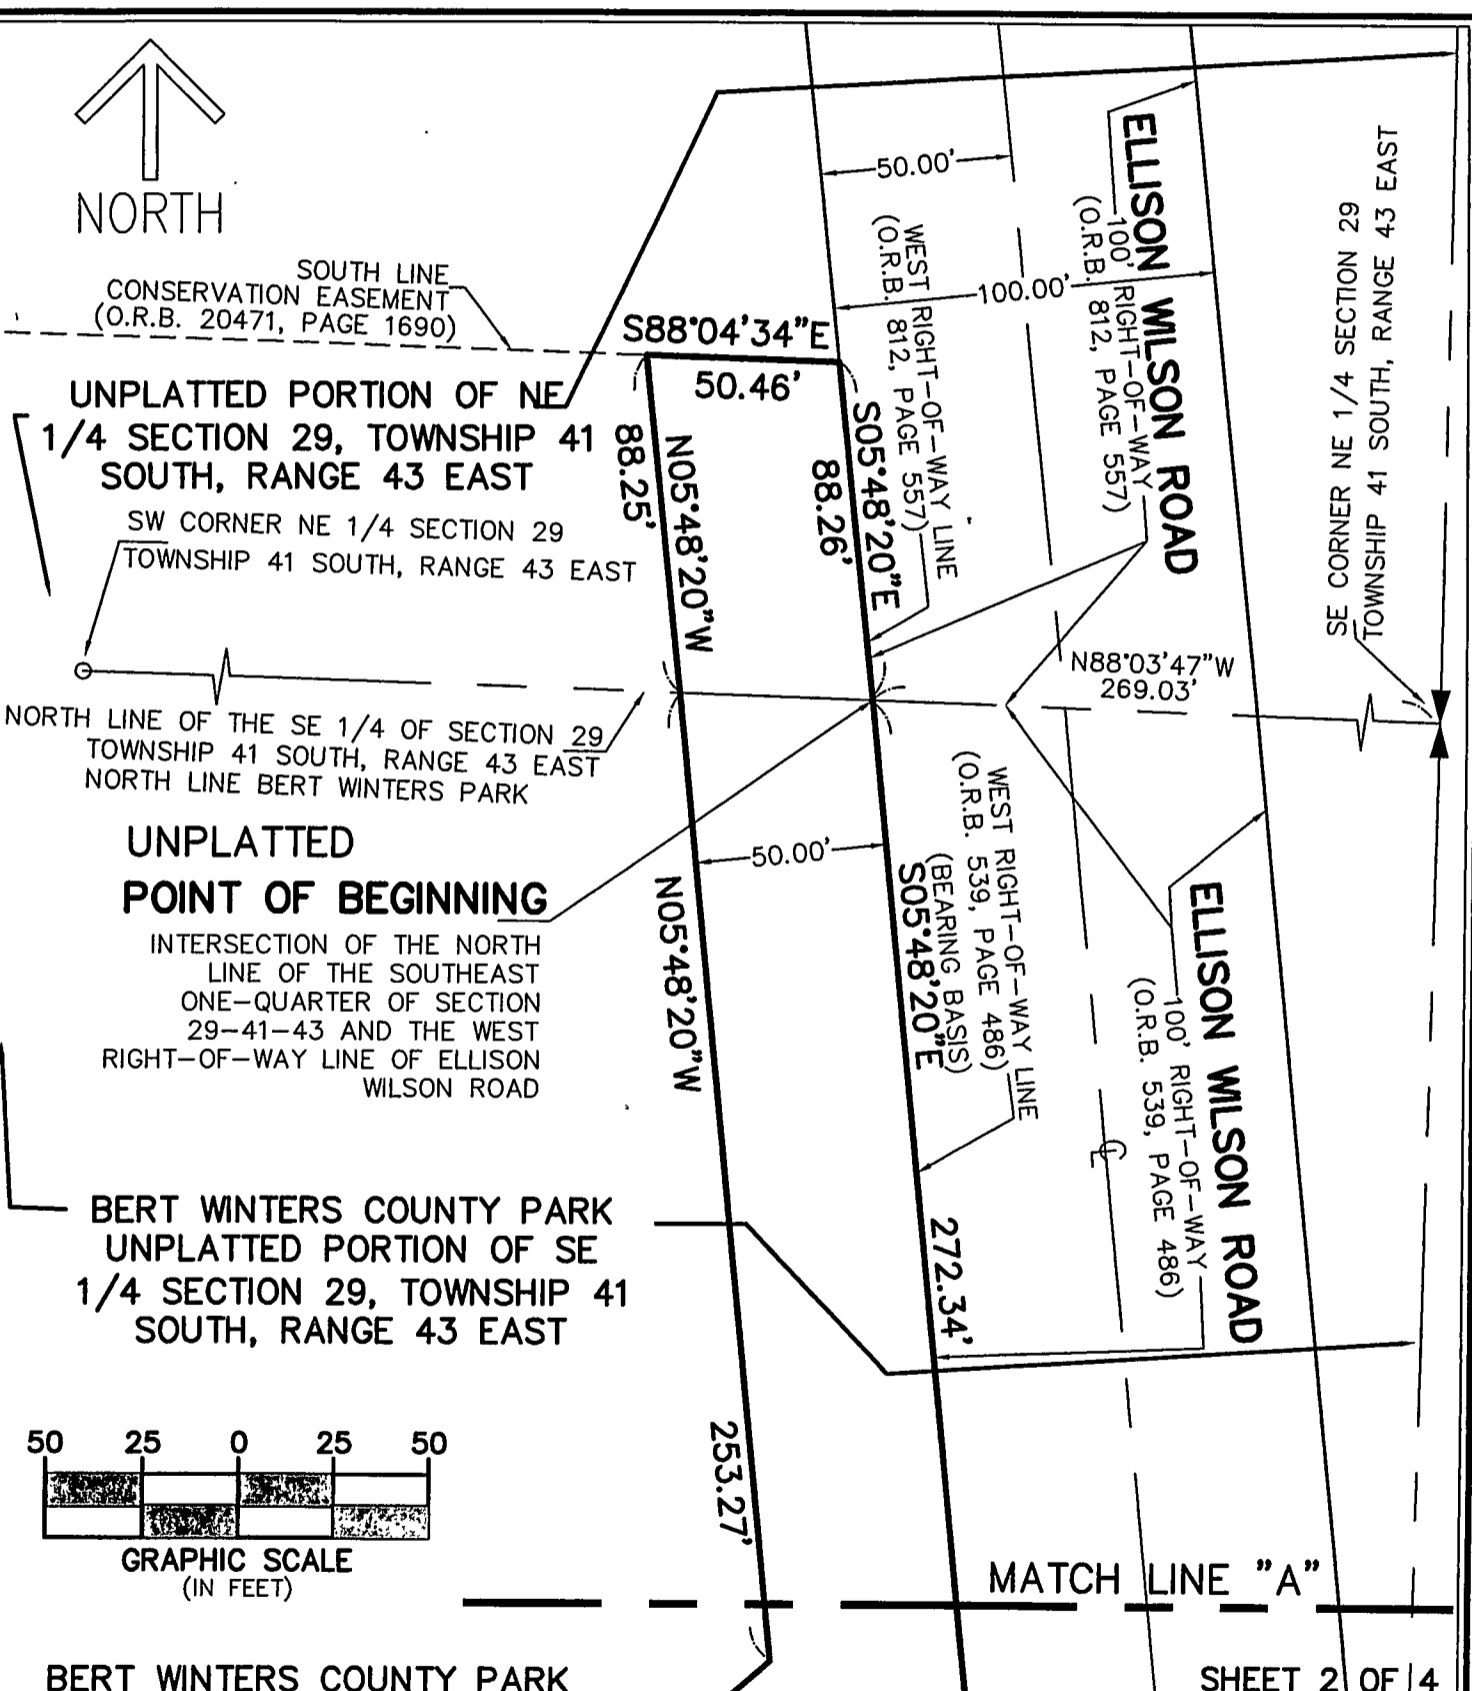 NORTH
SOUTH LINE
CONSERVATION EASEMENT
(O.R.B. 20471, PAGE 1690)
S88°04'34"E
50.46'
UNPLATTED PORTION OF NE
1/4 SECTION 29, TOWNSHIP 41
SOUTH, RANGE 43 EAST
SW CORNER NE 1/4 SECTION 29
TOWNSHIP 41 SOUTH, RANGE 43 EAST
88.25'
N05°48'20"W
88.26'
S05°48'20"E
50.00'
100.00'
WEST RIGHT-OF-WAY LINE
(O.R.B. 812, PAGE 557)
ELLISON WILSON ROAD
100' RIGHT-OF-WAY
(O.R.B. 812, PAGE 557)
SE CORNER NE 1/4 SECTION 29
TOWNSHIP 41 SOUTH, RANGE 43 EAST
N88°03'47"W
269.03'
NORTH LINE OF THE SE 1/4 OF SECTION 29
TOWNSHIP 41 SOUTH, RANGE 43 EAST
NORTH LINE BERT WINTERS PARK
UNPLATTED
POINT OF BEGINNING
INTERSECTION OF THE NORTH
LINE OF THE SOUTHEAST
ONE-QUARTER OF SECTION
29-41-43 AND THE WEST
RIGHT-OF-WAY LINE OF ELLISON
WILSON ROAD
50.00'
N05°48'20"W
WEST RIGHT-OF-WAY LINE
(O.R.B. 539, PAGE 486)
(BEARING BASIS)
S05°48'20"E
272.34'
ELLISON WILSON ROAD
100' RIGHT-OF-WAY
(O.R.B. 539, PAGE 486)
CL
BERT WINTERS COUNTY PARK
UNPLATTED PORTION OF SE
1/4 SECTION 29, TOWNSHIP 41
SOUTH, RANGE 43 EAST
253.27'
50 25 0 25 50
GRAPHIC SCALE
(IN FEET)
MATCH LINE "A"
BERT WINTERS COUNTY PARK
SHEET 2 OF 4